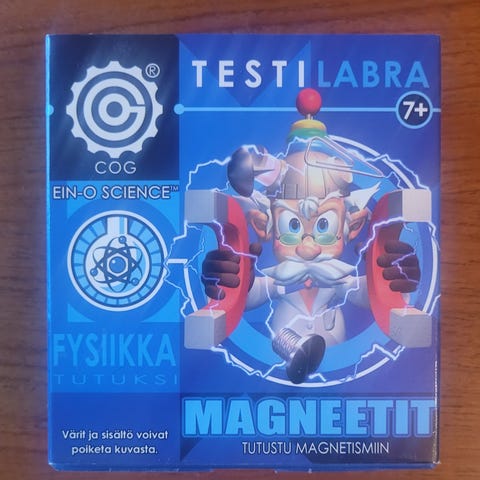 ®
COG
EIN-O SCIENCE™
TESTILABRA
7+
FYSIIKKA
TUTUKSI
Värit ja sisältö voivat
poiketa kuvasta.
MAGNEETIT
TUTUSTU MAGNETISMIIN